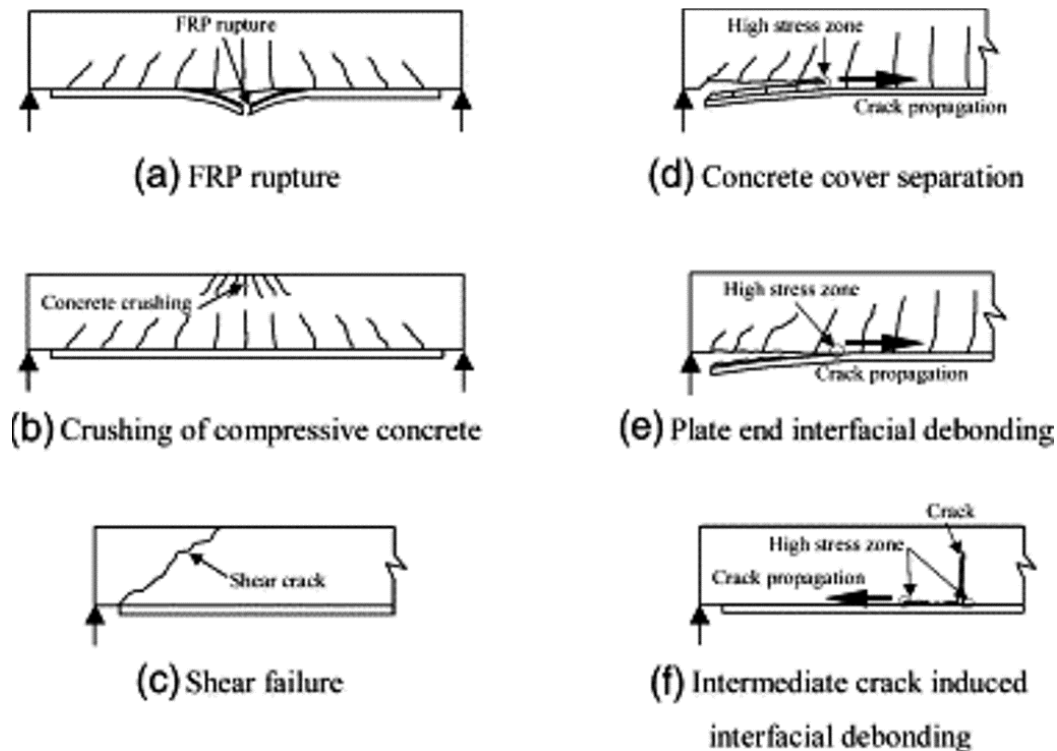 FRP rupture
(a) FRP rupture
Concrete crushing
(b) Crushing of compressive concrete
Shear crack
(c) Shear failure
High stress zone
Crack propagation
(d) Concrete cover separation
High stress zone
Crack propagation
(e) Plate end interfacial debonding
Crack
High stress zone
Crack propagation
(f) Intermediate crack induced
interfacial debonding